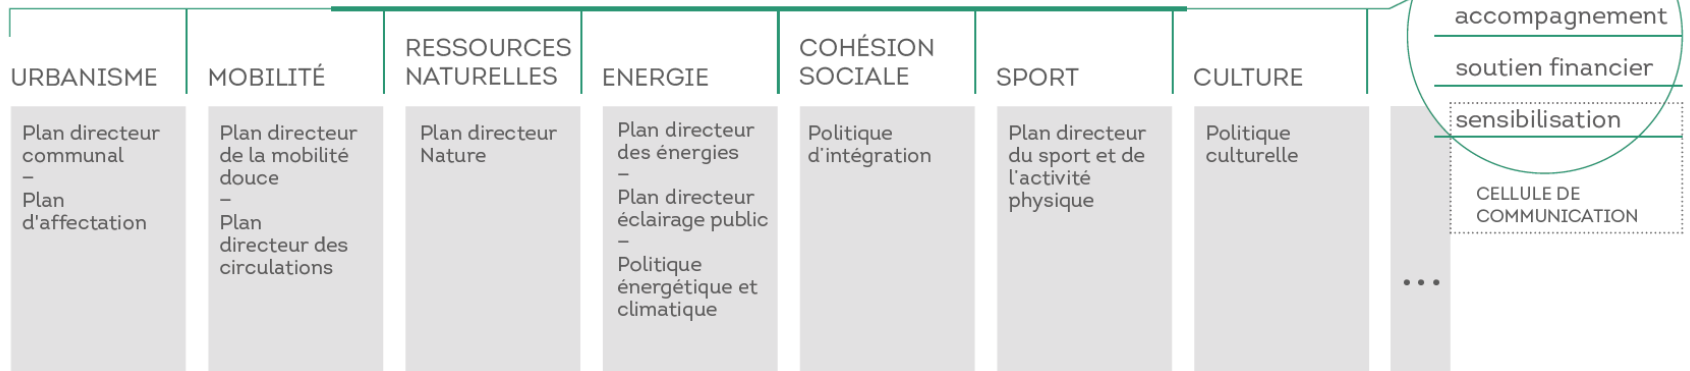 accompagnement
soutien financier
sensibilisation
CELLULE DE
COMMUNICATION
URBANISME
Plan directeur
communal
–
Plan
d'affectation
MOBILITÉ
Plan directeur
de la mobilité
douce
–
Plan
directeur des
circulations
RESSOURCES
NATURELLES
Plan directeur
Nature
ENERGIE
Plan directeur
des énergies
–
Plan directeur
éclairage public
–
Politique
énergétique et
climatique
COHÉSION
SOCIALE
Politique
d'intégration
SPORT
Plan directeur
du sport et de
l'activité
physique
CULTURE
Politique
culturelle
...